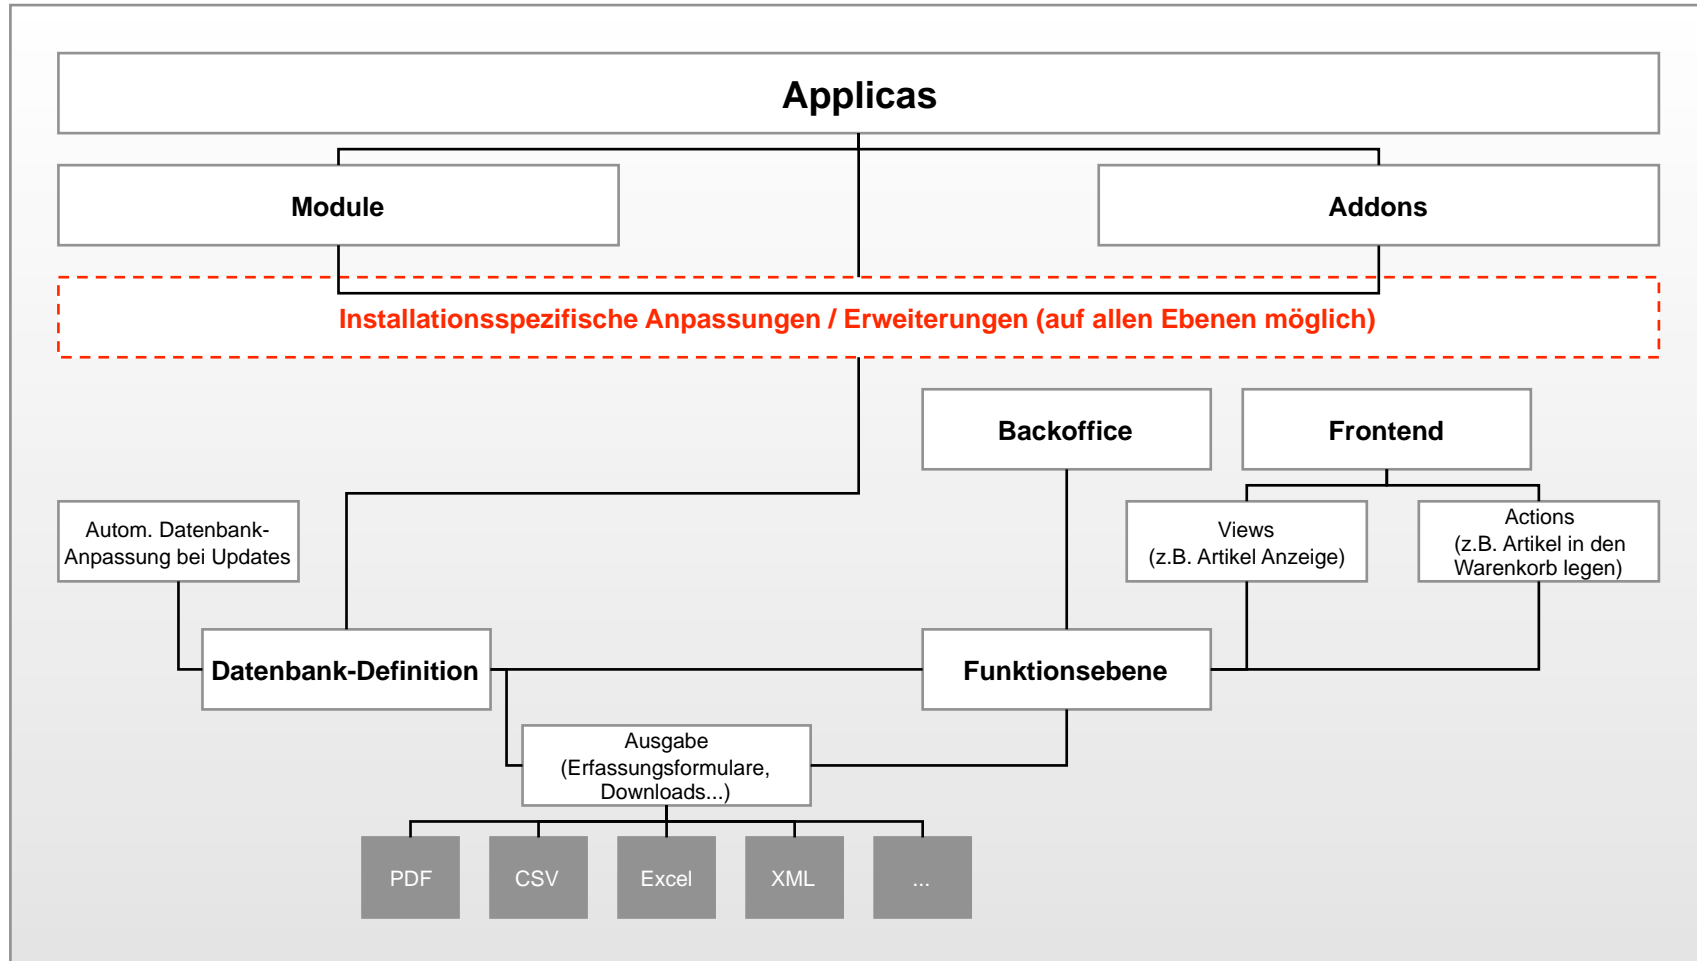 Applicas
Module
Addons
Installationsspezifische Anpassungen / Erweiterungen (auf allen Ebenen möglich)
Backoffice
Frontend
Autom. Datenbank-
Anpassung bei Updates
Views
(z.B. Artikel Anzeige)
Actions
(z.B. Artikel in den
Warenkorb legen)
Datenbank-Definition
Funktionsebene
Ausgabe
(Erfassungsformulare,
Downloads...)
PDF
CSV
Excel
XML
...